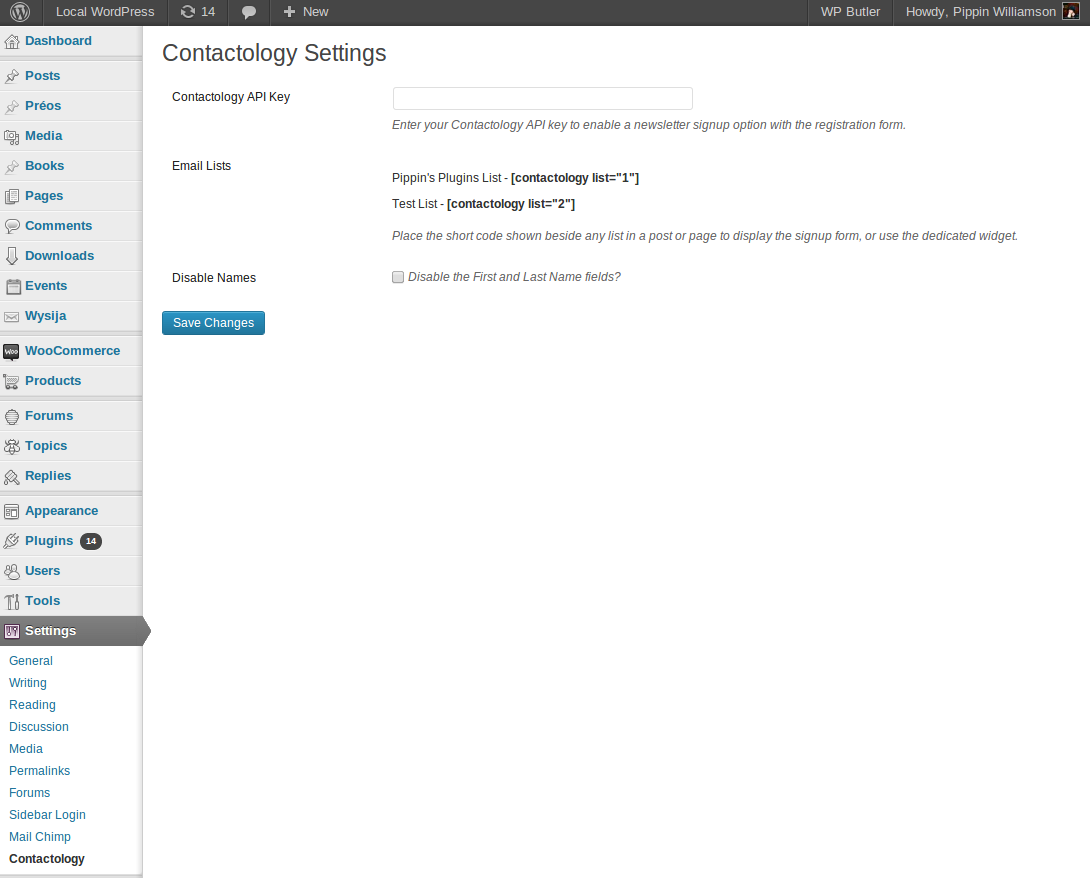 Local WordPress 14 New WP Butler Howdy, Pippin Williamson
Dashboard
Posts
Préos
Media
Books
Pages
Comments
Downloads
Events
Wysija
WooCommerce
Products
Forums
Topics
Replies
Appearance
Plugins 14
Users
Tools
Settings
General
Writing
Reading
Discussion
Media
Permalinks
Forums
Sidebar Login
Mail Chimp
Contactology
Contactology Settings
Contactology API Key
Enter your Contactology API key to enable a newsletter signup option with the registration form.
Email Lists
Pippin's Plugins List - [contactology list="1"]
Test List - [contactology list="2"]
Place the short code shown beside any list in a post or page to display the signup form, or use the dedicated widget.
Disable Names
Disable the First and Last Name fields?
Save Changes